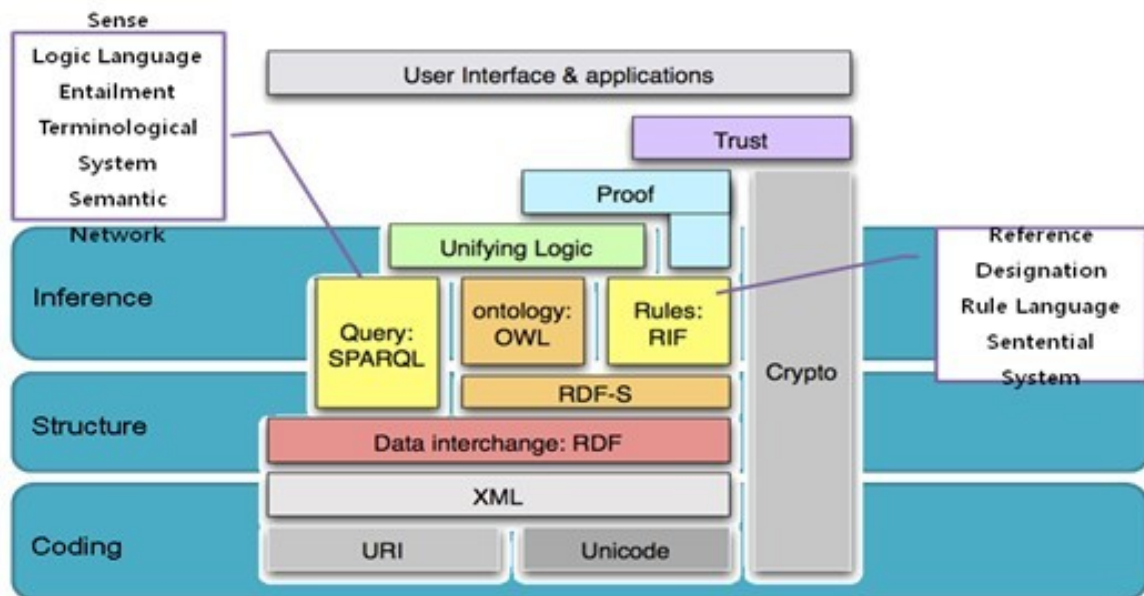 Sense
Logic Language
Entailment
Terminological
System
Semantic
Network
User Interface & applications
Trust
Proof
Unifying Logic
Inference
Query:
SPARQL
ontology:
OWL
Rules:
RIF
Reference
Designation
Rule Language
Sentential
System
Crypto
RDF-S
Structure
Data interchange: RDF
XML
Coding
URI
Unicode